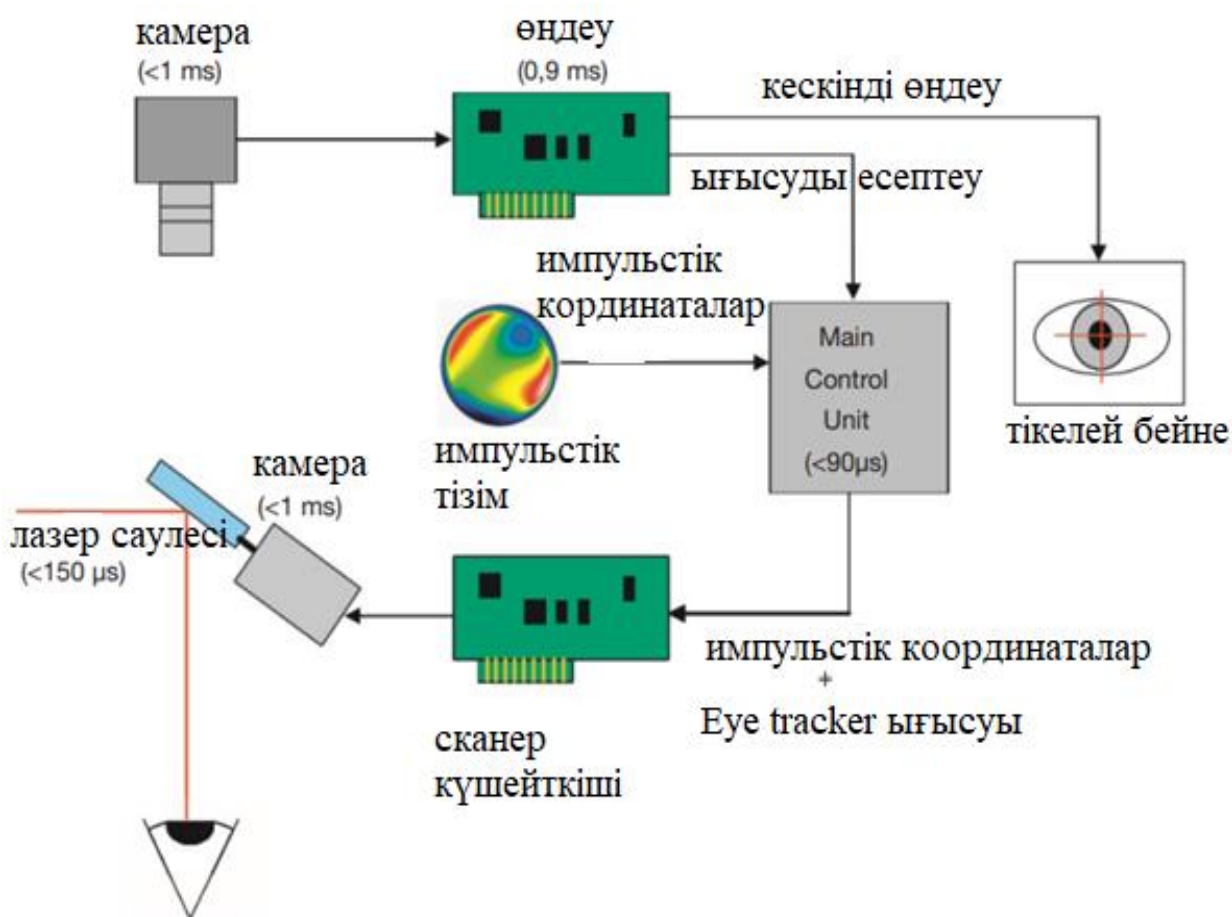 камера
(<1 ms)
өңдеу
(0,9 ms)
кескінді өңдеу
ығысуды есептеу
импульстік
кординаталар
Main
Control
Unit
(<90µs)
тікелей бейне
импульстік
тізім
камера
(<1 ms)
лазер саулесі
(<150 µs)
импульстік координаталар
+
Eye tracker ығысуы
сканер
күшейткіші